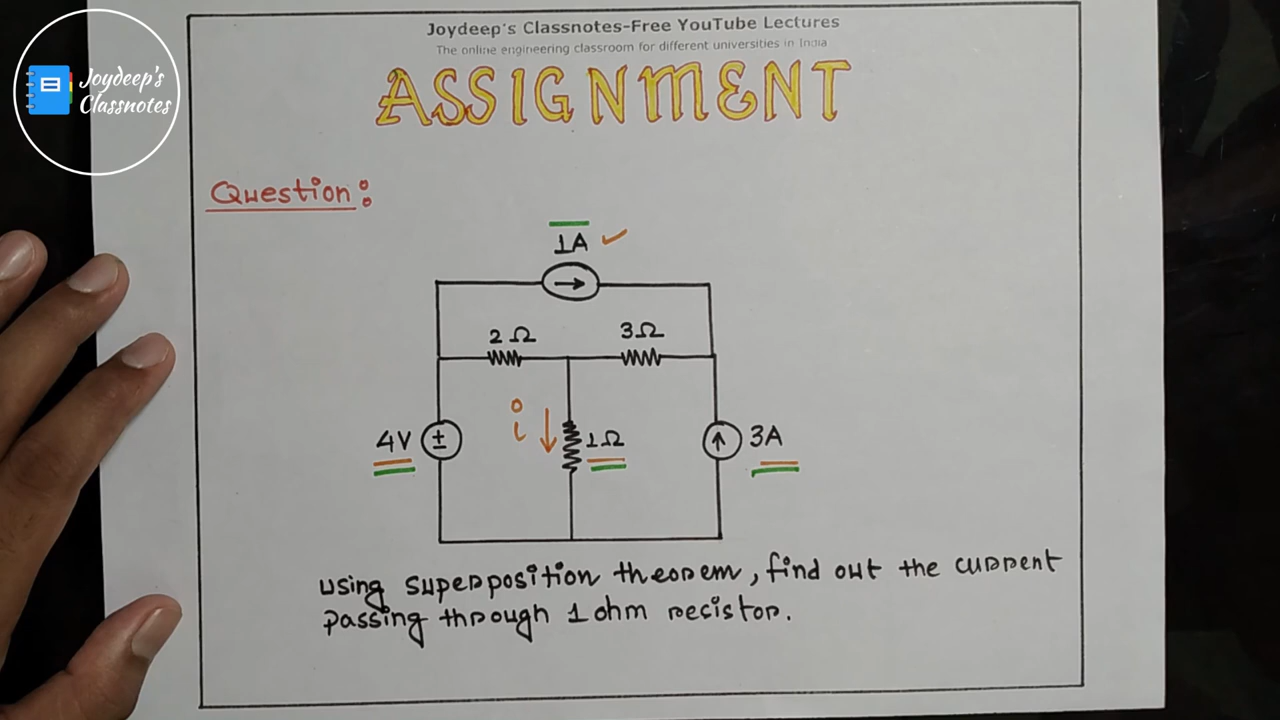 Joydeep's Classnotes-Free YouTube Lectures
The online engineering classroom for different universities in India
Joydeep's
Classnotes
ASSIGNMENT
Question:
1A
2 Ω
3Ω
i
4V
±
1Ω
3A
using superposition theorem, find out the current
passing through 1 ohm resistor.